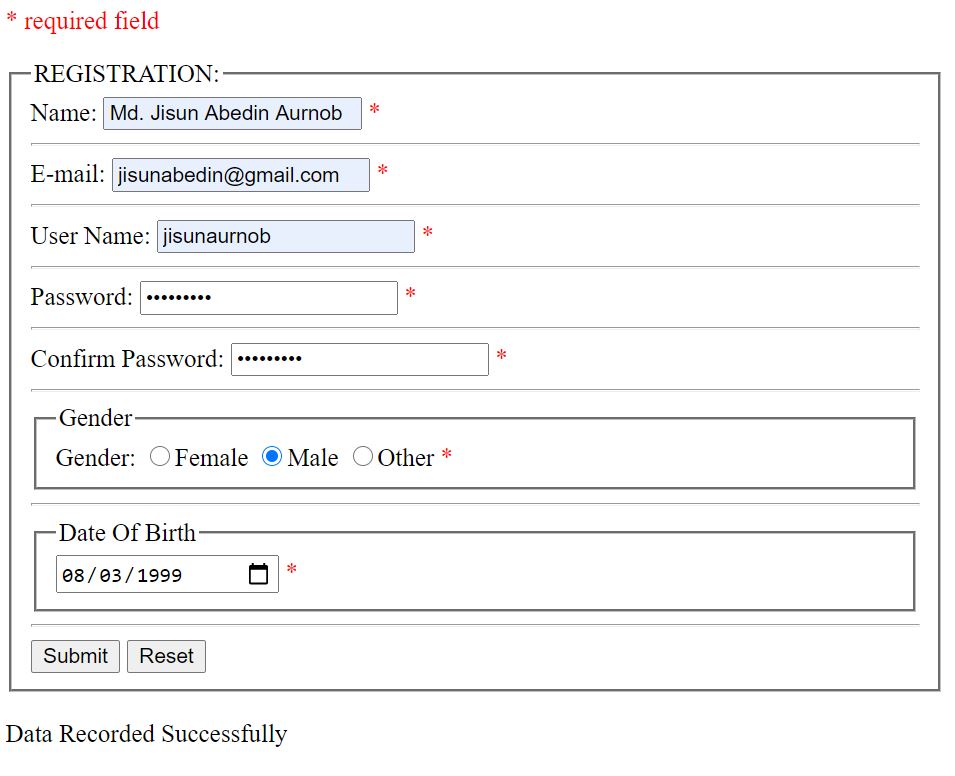 * required field
REGISTRATION:
Name: Md. Jisun Abedin Aurnob *
E-mail: jisunabedin@gmail.com *
User Name: jisunaurnob *
Password: ••••••••• *
Confirm Password: ••••••••• *
Gender
Gender: Female Male Other *
Date Of Birth
08/03/1999 *
Submit Reset
Data Recorded Successfully